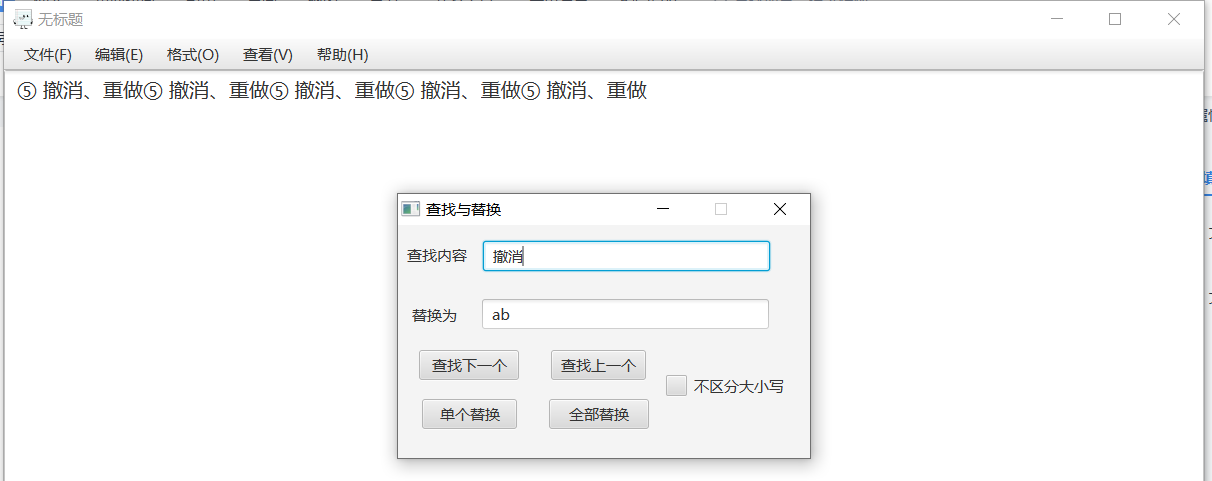 无标题
文件(F) 编辑(E) 格式(O) 查看(V) 帮助(H)
⑤ 撤消、重做⑤ 撤消、重做⑤ 撤消、重做⑤ 撤消、重做⑤ 撤消、重做
查找与替换
查找内容 撤消
替换为 ab
查找下一个 查找上一个
不区分大小写
单个替换 全部替换